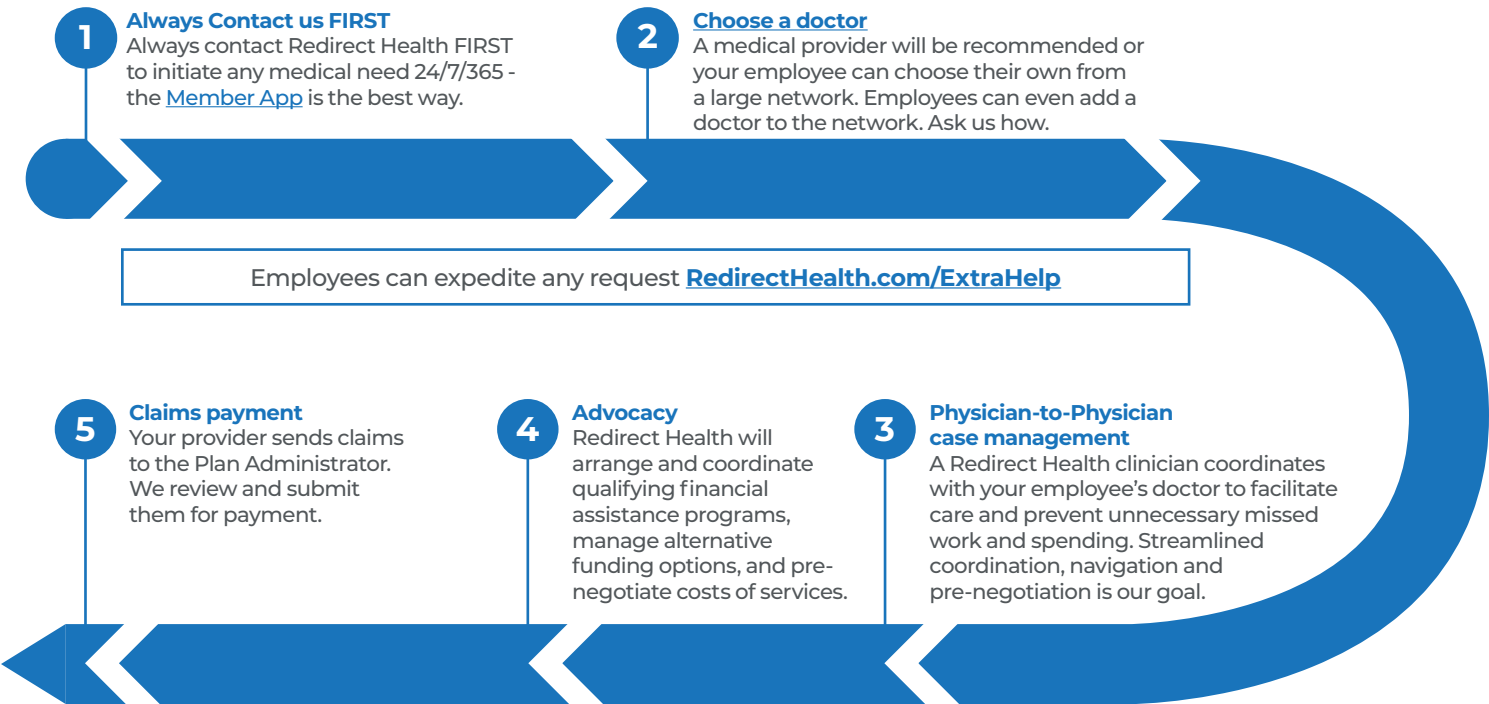 1
Always Contact us FIRST
Always contact Redirect Health FIRST
to initiate any medical need 24/7/365 -
the Member App is the best way.
2
Choose a doctor
A medical provider will be recommended or
your employee can choose their own from
a large network. Employees can even add a
doctor to the network. Ask us how.
Employees can expedite any request RedirectHealth.com/ExtraHelp
3
Physician-to-Physician
case management
A Redirect Health clinician coordinates
with your employee's doctor to facilitate
care and prevent unnecessary missed
work and spending. Streamlined
coordination, navigation and
pre-negotiation is our goal.
4
Advocacy
Redirect Health will
arrange and coordinate
qualifying financial
assistance programs,
manage alternative
funding options, and pre-
negotiate costs of services.
5
Claims payment
Your provider sends claims
to the Plan Administrator.
We review and submit
them for payment.